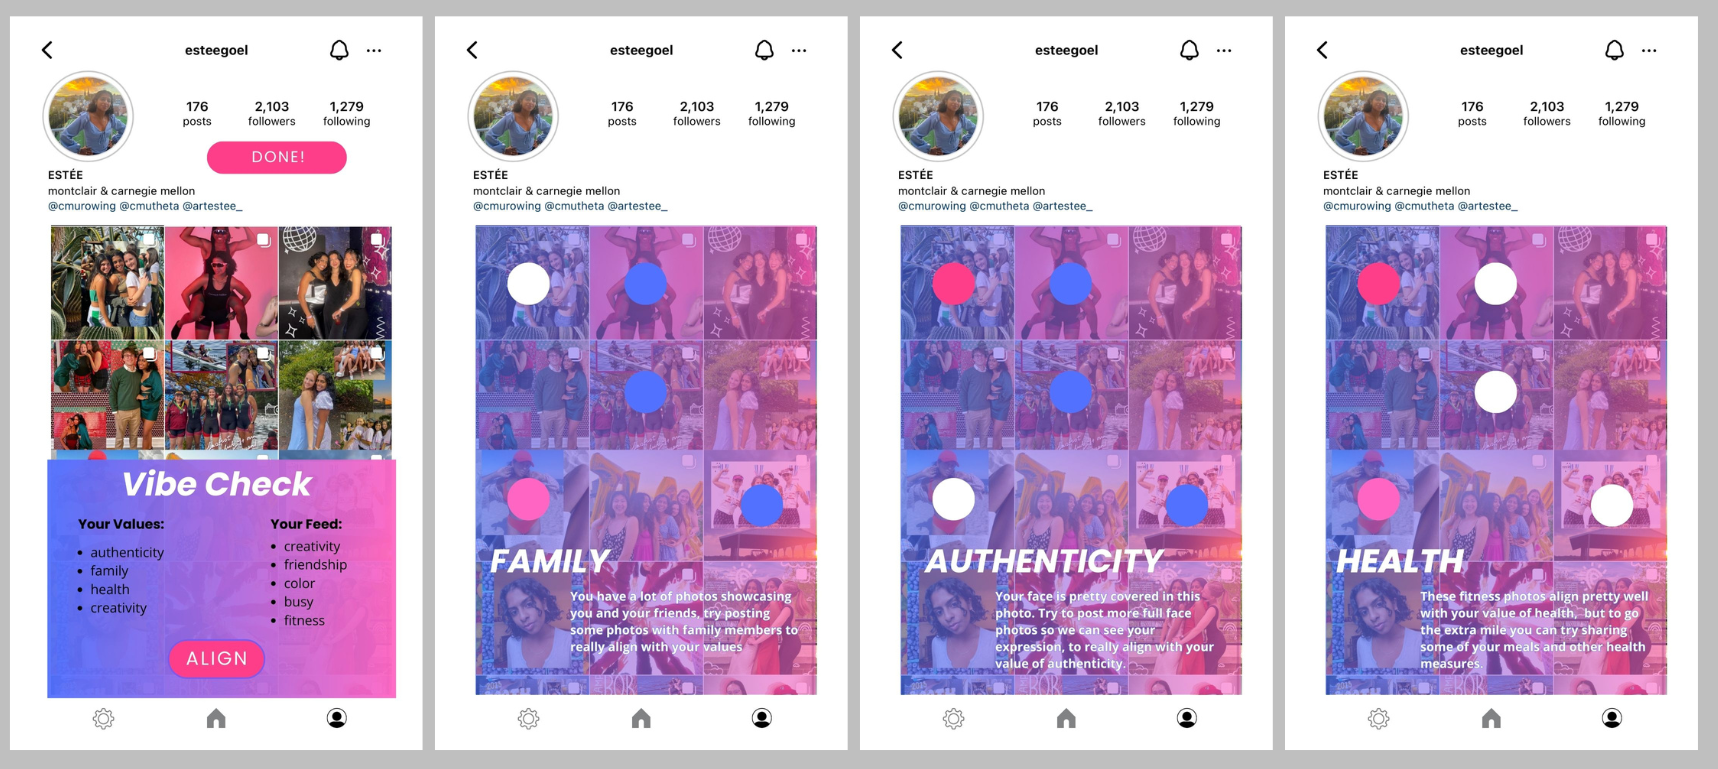 esteegoel
176
posts
2,103
followers
1,279
following
DONE!
ESTÉE
montclair & carnegie mellon
@cmurowing @cmutheta @artestee_
Vibe Check
Your Values:
• authenticity
• family
• health
• creativity
Your Feed:
• creativity
• friendship
• color
• busy
• fitness
ALIGN
esteegoel
176
posts
2,103
followers
1,279
following
ESTÉE
montclair & carnegie mellon
@cmurowing @cmutheta @artestee_
FAMILY
You have a lot of photos showcasing
you and your friends, try posting
some photos with family members to
really align with your values
esteegoel
176
posts
2,103
followers
1,279
following
ESTÉE
montclair & carnegie mellon
@cmurowing @cmutheta @artestee_
AUTHENTICITY
Your face is pretty covered in this
photo. Try to post more full face
photos so we can see your
expression, to really align with your
value of authenticity.
esteegoel
176
posts
2,103
followers
1,279
following
ESTÉE
montclair & carnegie mellon
@cmurowing @cmutheta @artestee_
HEALTH
These fitness photos align pretty well
with your value of health, but to go
the extra mile you can try sharing
some of your meals and other health
measures.